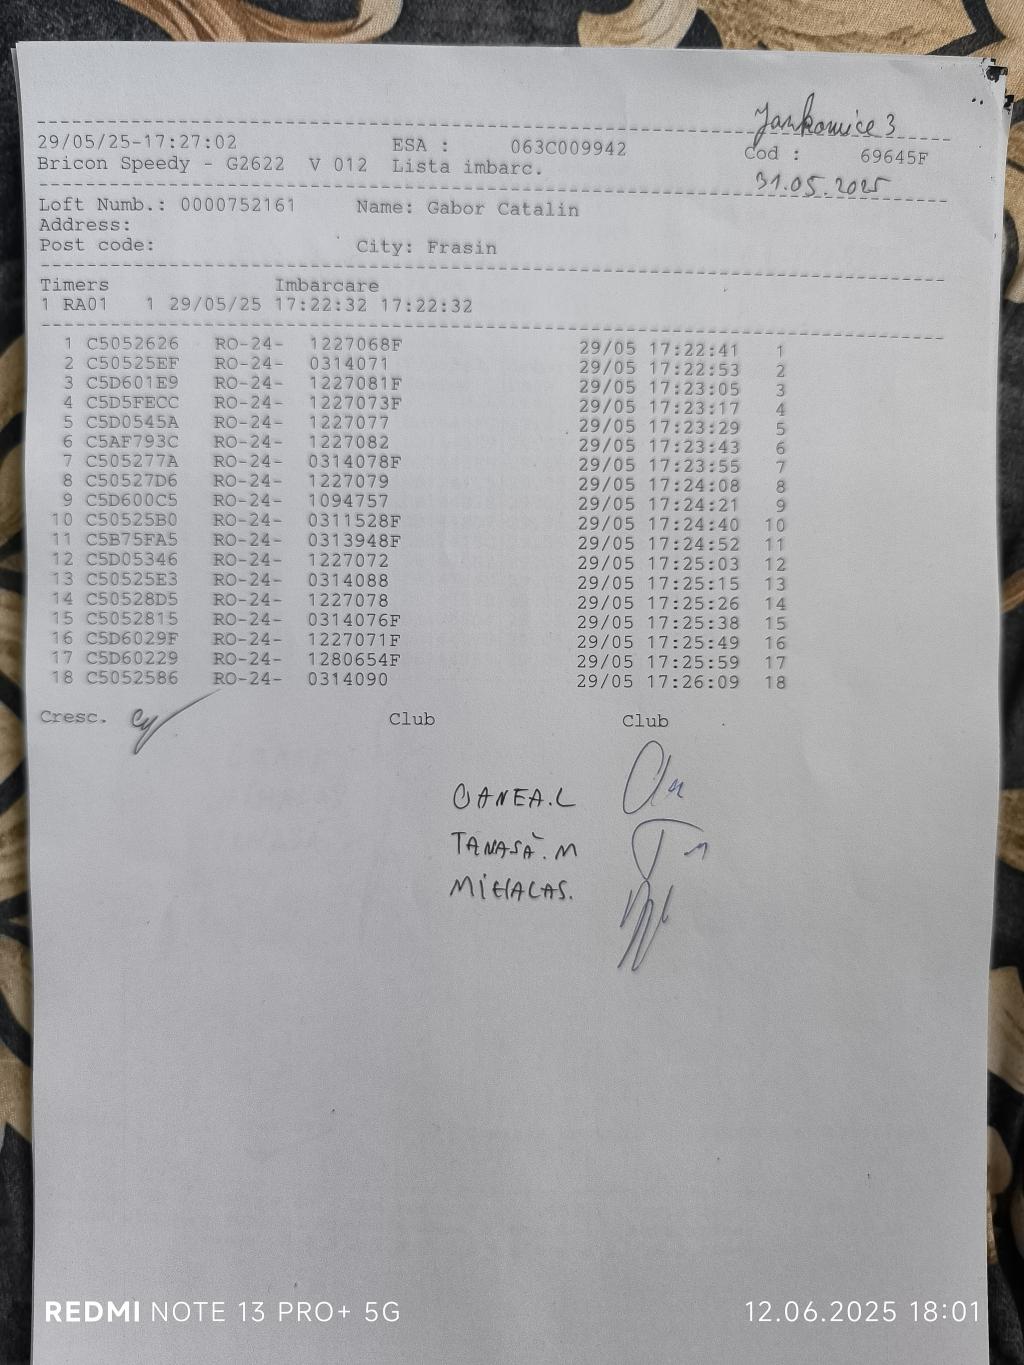 Jankowice 3
29/05/25-17:27:02 ESA : 063C009942 Cod : 69645F
Bricon Speedy - G2622 V 012 Lista imbarc.
31.05.2025
Loft Numb.: 0000752161 Name: Gabor Catalin
Address:
Post code: City: Frasin
Timers Imbarcare
1 RA01 1 29/05/25 17:22:32 17:22:32
1 C5052626 RO-24- 1227068F 29/05 17:22:41 1
2 C50525EF RO-24- 0314071 29/05 17:22:53 2
3 C5D601E9 RO-24- 1227081F 29/05 17:23:05 3
4 C5D5FECC RO-24- 1227073F 29/05 17:23:17 4
5 C5D0545A RO-24- 1227077 29/05 17:23:29 5
6 C5AF793C RO-24- 1227082 29/05 17:23:43 6
7 C505277A RO-24- 0314078F 29/05 17:23:55 7
8 C50527D6 RO-24- 1227079 29/05 17:24:08 8
9 C5D600C5 RO-24- 1094757 29/05 17:24:21 9
10 C50525B0 RO-24- 0311528F 29/05 17:24:40 10
11 C5B75FA5 RO-24- 0313948F 29/05 17:24:52 11
12 C5D05346 RO-24- 1227072 29/05 17:25:03 12
13 C50525E3 RO-24- 0314088 29/05 17:25:15 13
14 C50528D5 RO-24- 1227078 29/05 17:25:26 14
15 C5052815 RO-24- 0314076F 29/05 17:25:38 15
16 C5D6029F RO-24- 1227071F 29/05 17:25:49 16
17 C5D60229 RO-24- 1280654F 29/05 17:25:59 17
18 C5052586 RO-24- 0314090 29/05 17:26:09 18
Cresc. Club Club
OANEA.L
TANASĂ.M
MIHALAS.
REDMI NOTE 13 PRO+ 5G 12.06.2025 18:01